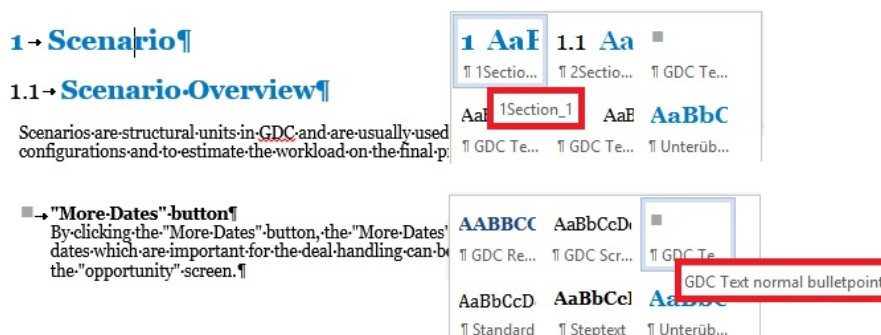 1→Scenario¶
1.1→Scenario·Overview¶
Scenarios·are·structural·units·in·GDC·and·are·usually·used
configurations·and·to·estimate·the·workload·on·the·final·p
1 AaB 1.1 Aa ■
¶ 1Sectio... ¶ 2Sectio... ¶ GDC Te...
1Section_1
AaB AaBbC
¶ GDC Te... ¶ GDC Te... ¶ Unterüb...
■→"More·Dates"·button¶
By·clicking·the·"More·Dates"·button,·the·"More·Dates"
dates·which·are·important·for·the·deal·handling·can·be
the·"opportunity"·screen.¶
AABBCC AaBbCcD ■
¶ GDC Re... ¶ GDC Scr... ¶ GDC Te
GDC Text normal bulletpoint
AaBbCcD AaBbCcl
¶ Standard ¶ Steptext ¶ Unterüb...